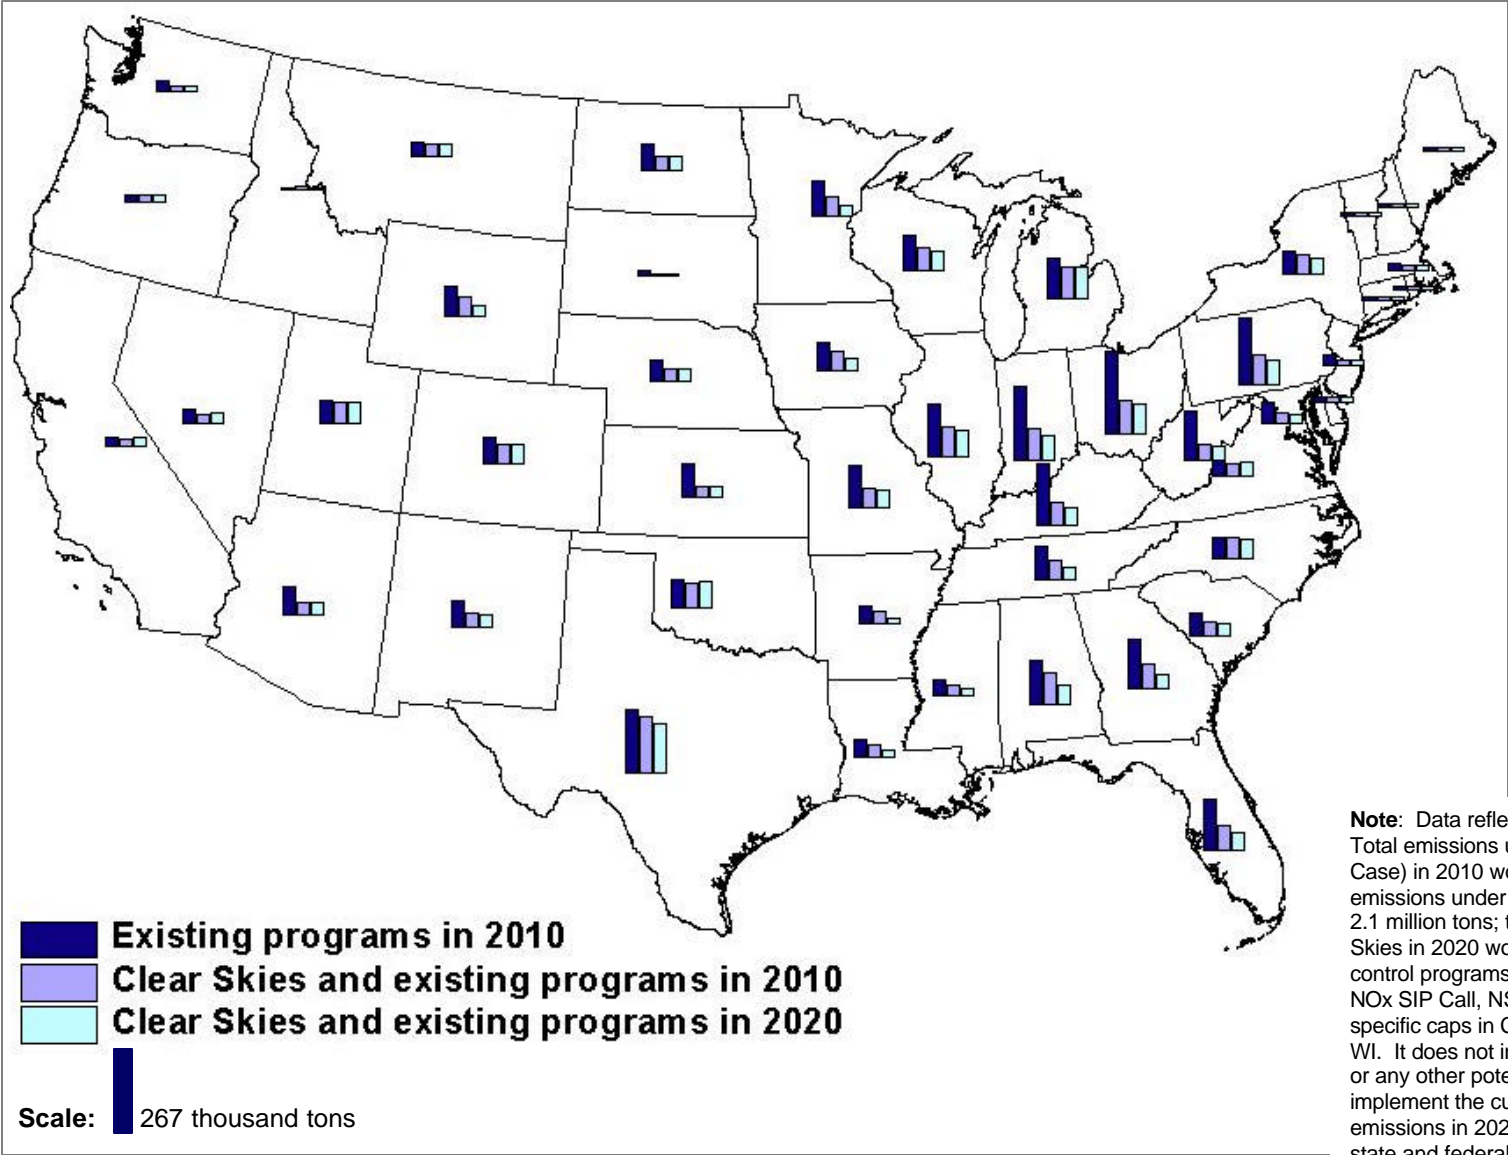 Existing programs in 2010
Clear Skies and existing programs in 2010
Clear Skies and existing programs in 2020
Scale: 267 thousand tons
Note: Data refle
Total emissions u
Case) in 2010 wo
emissions under
2.1 million tons; t
Skies in 2020 wo
control programs
NOx SIP Call, NS
specific caps in C
WI. It does not in
or any other pote
implement the cu
emissions in 202
state and federal